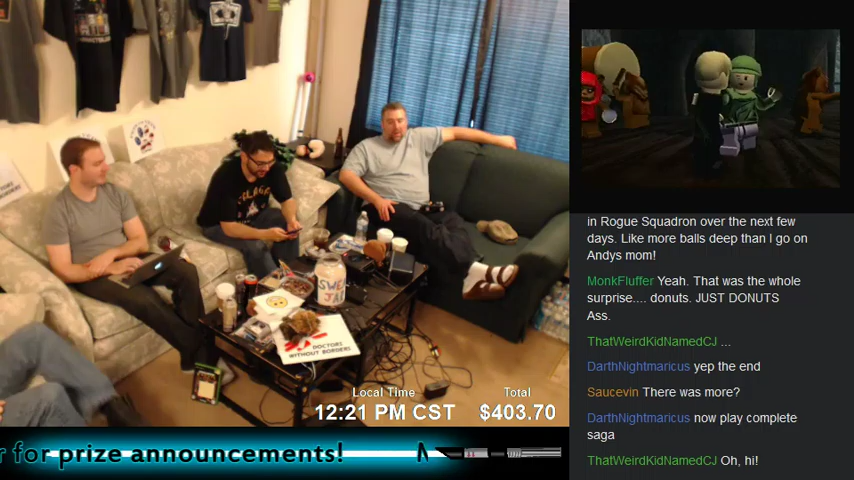 in Rogue Squadron over the next few
days. Like more balls deep than I go on
Andys mom!
MonkFluffer Yeah. That was the whole
surprise.... donuts. JUST DONUTS
Ass.
ThatWeirdKidNamedCJ ...
DarthNightmaricus yep the end
Saucevin There was more?
DarthNightmaricus now play complete
saga
ThatWeirdKidNamedCJ Oh, hi!
SWEAR
JAR
DOCTORS
WITHOUT BORDERS
Local Time
12:21 PM CST
Total
$403.70
r for prize announcements!